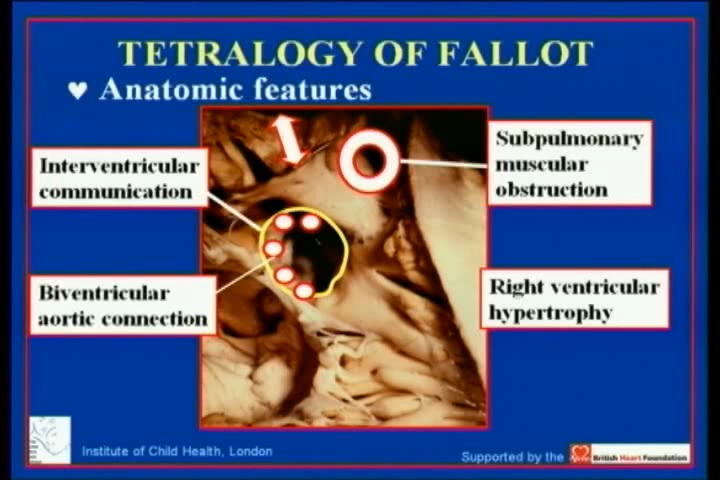 TETRALOGY OF FALLOT
♥ Anatomic features
Interventricular
communication
Subpulmonary
muscular
obstruction
Biventricular
aortic connection
Right ventricular
hypertrophy
Institute of Child Health, London
Supported by the
British Heart Foundation